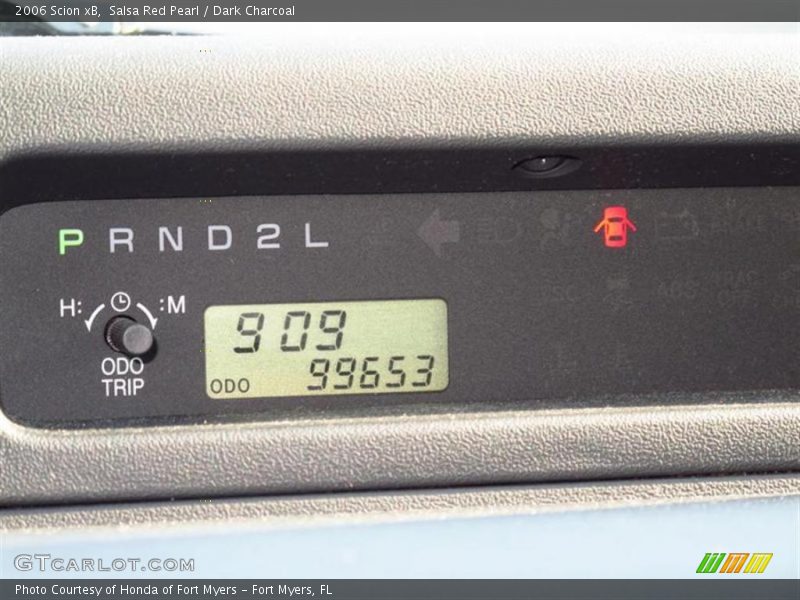 2006 Scion xB,  Salsa Red Pearl / Dark Charcoal
P R N D 2 L
H: :M
ODO
TRIP
9 09
ODO 99653
GTCARLOT.COM
Photo Courtesy of Honda of Fort Myers - Fort Myers, FL